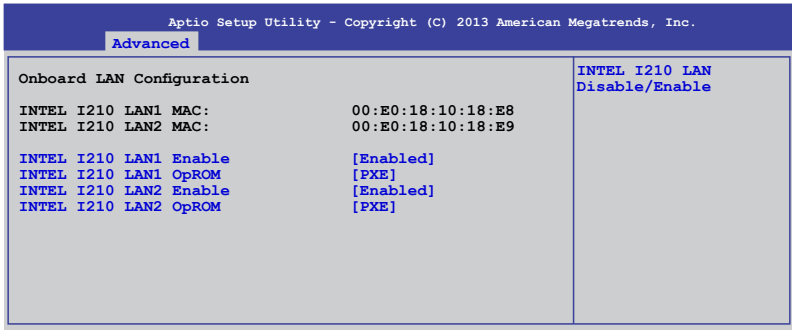 Aptio Setup Utility - Copyright (C) 2013 American Megatrends, Inc.
Advanced
Onboard LAN Configuration
INTEL I210 LAN1 MAC: 00:E0:18:10:18:E8
INTEL I210 LAN2 MAC: 00:E0:18:10:18:E9
INTEL I210 LAN1 Enable [Enabled]
INTEL I210 LAN1 OpROM [PXE]
INTEL I210 LAN2 Enable [Enabled]
INTEL I210 LAN2 OpROM [PXE]
INTEL I210 LAN
Disable/Enable